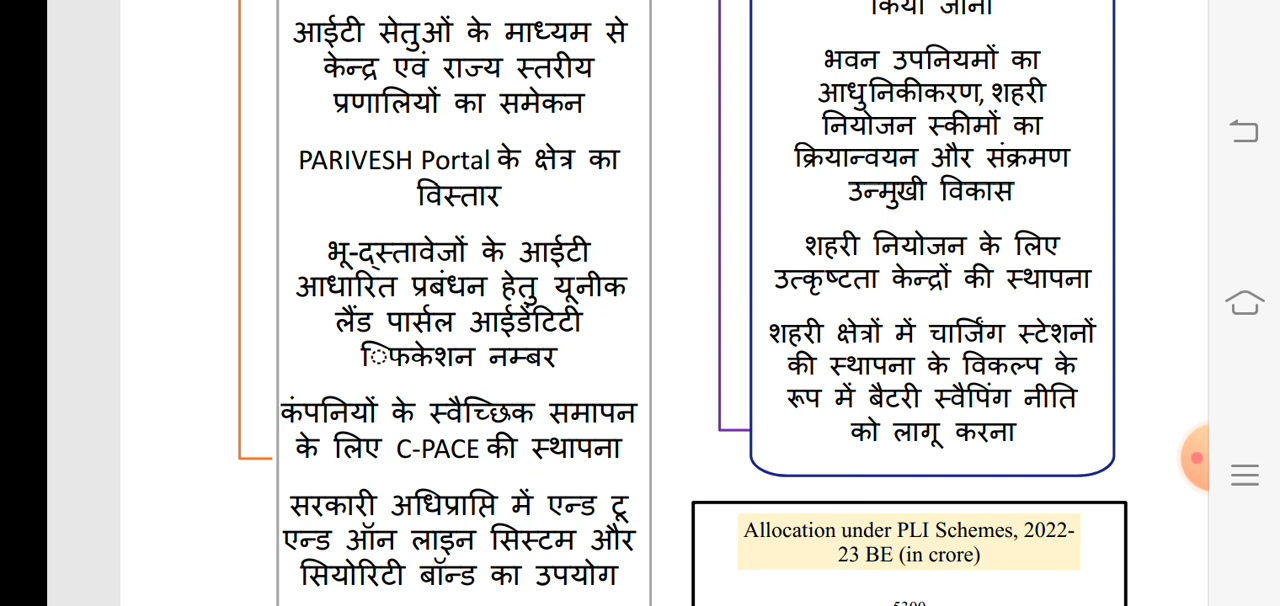 आईटी सेतुओं के माध्यम से
केन्द्र एवं राज्य स्तरीय
प्रणालियों का समेकन
PARIVESH Portal के क्षेत्र का
विस्तार
भू-द्स्तावेजों के आईटी
आधारित प्रबंधन हेतु यूनीक
लैंड पार्सल आईडेंटिटी
िफकेशन नम्बर
कंपनियों के स्वैच्छिक समापन
के लिए C-PACE की स्थापना
सरकारी अधिप्राप्ति में एन्ड टू
एन्ड ऑन लाइन सिस्टम और
सियोरिटी बॉन्ड का उपयोग
किया जाना
भवन उपनियमों का
आधुनिकीकरण, शहरी
नियोजन स्कीमों का
क्रियान्वयन और संक्रमण
उन्मुखी विकास
शहरी नियोजन के लिए
उत्कृष्टता केन्द्रों की स्थापना
शहरी क्षेत्रों में चार्जिंग स्टेशनों
की स्थापना के विकल्प के
रूप में बैटरी स्वैपिंग नीति
को लागू करना
Allocation under PLI Schemes, 2022-
23 BE (in crore)